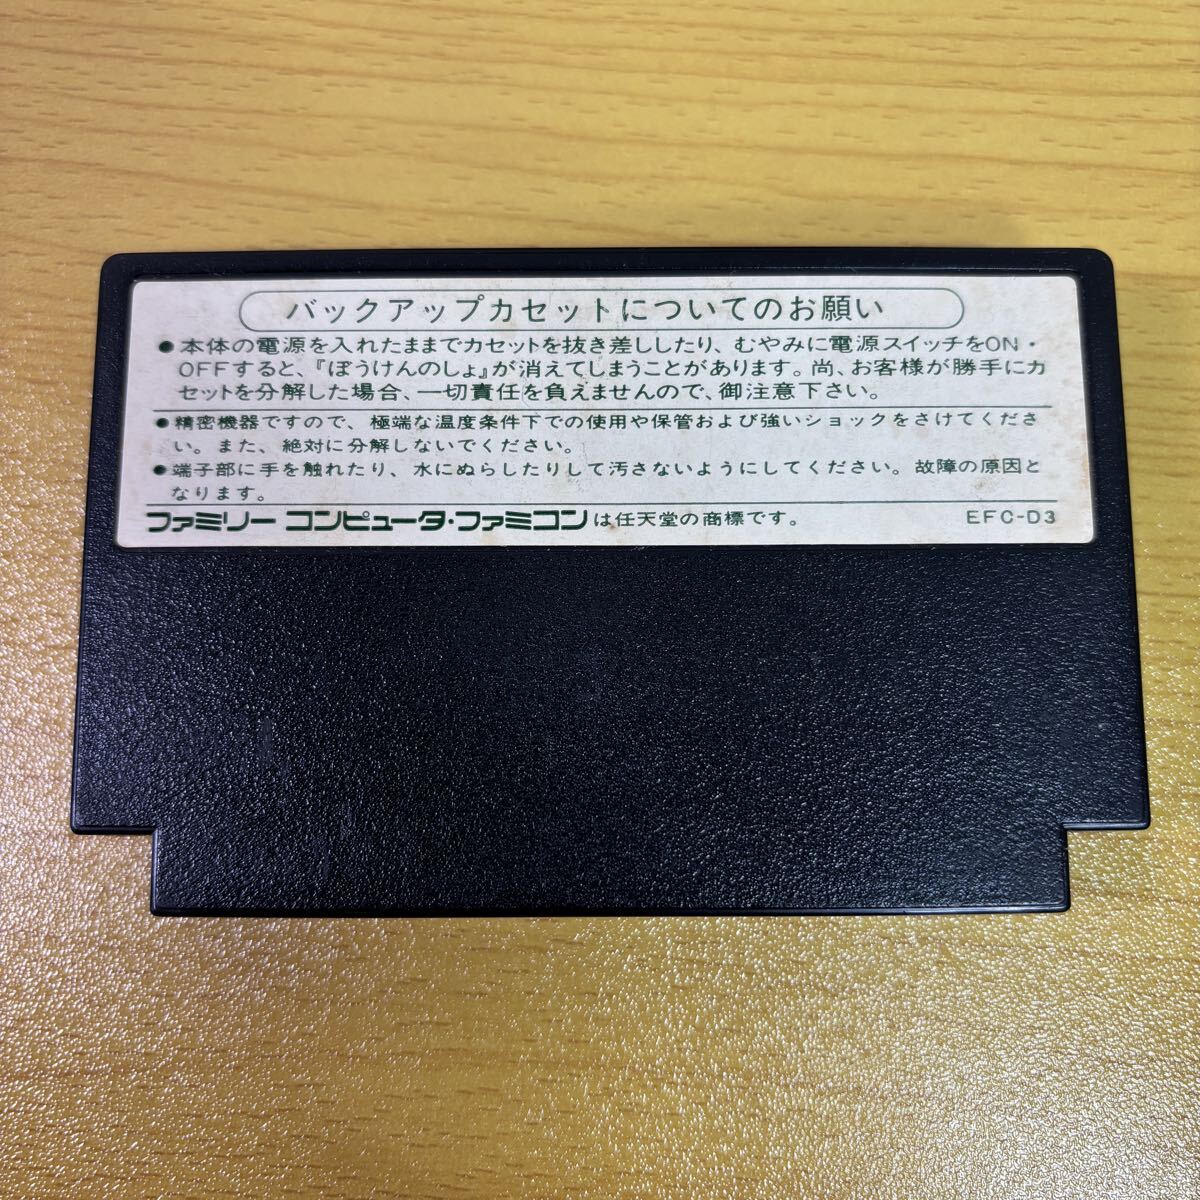 バックアップカセットについてのお願い
●本体の電源を入れたままでカセットを抜き差ししたり、むやみに電源スイッチをON・
OFFすると、『ぼうけんのしょ』が消えてしまうことがあります。尚、お客様が勝手にカ
セットを分解した場合、一切責任を負えませんので、御注意下さい。
●精密機器ですので、極端な温度条件下での使用や保管および強いショックをさけてくださ
い。また、絶対に分解しないでください。
●端子部に手を触れたり、水にぬらしたりして汚さないようにしてください。故障の原因と
なります。
ファミリー コンピュータ・ファミコンは任天堂の商標です。 EFC-D3